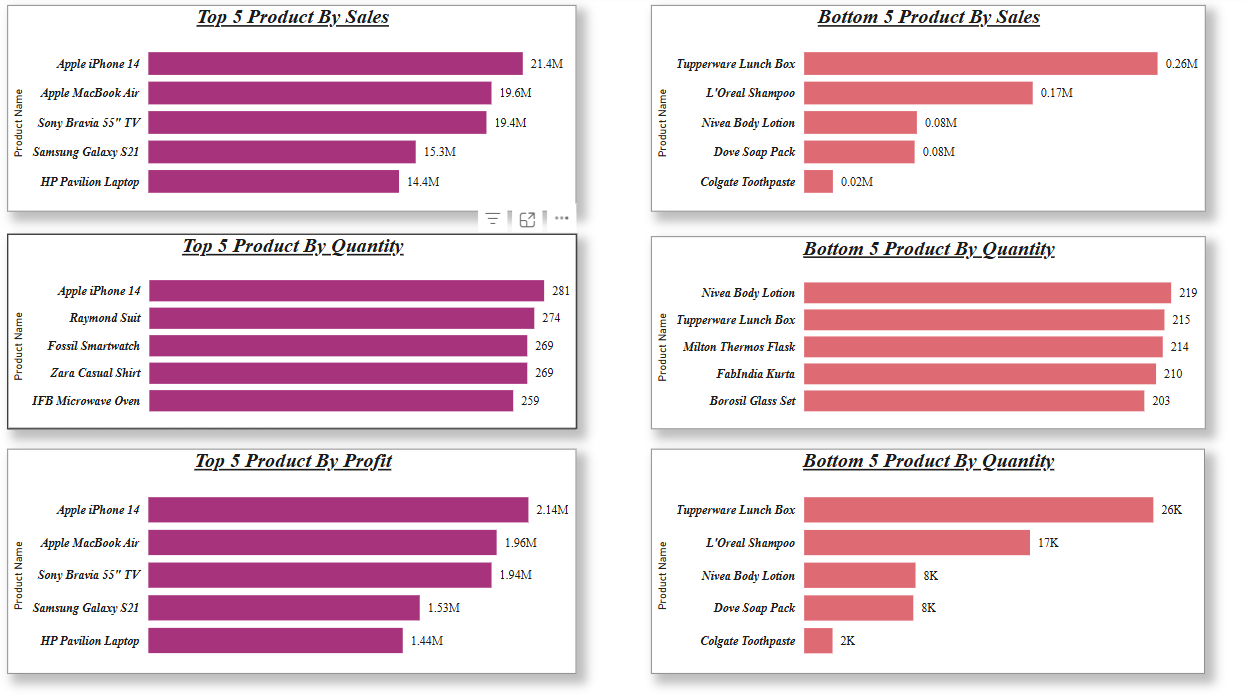 Top 5 Product By Sales
Product Name
Apple iPhone 14 21.4M
Apple MacBook Air 19.6M
Sony Bravia 55" TV 19.4M
Samsung Galaxy S21 15.3M
HP Pavilion Laptop 14.4M
Bottom 5 Product By Sales
Product Name
Tupperware Lunch Box 0.26M
L'Oreal Shampoo 0.17M
Nivea Body Lotion 0.08M
Dove Soap Pack 0.08M
Colgate Toothpaste 0.02M
Top 5 Product By Quantity
Product Name
Apple iPhone 14 281
Raymond Suit 274
Fossil Smartwatch 269
Zara Casual Shirt 269
IFB Microwave Oven 259
Bottom 5 Product By Quantity
Product Name
Nivea Body Lotion 219
Tupperware Lunch Box 215
Milton Thermos Flask 214
FabIndia Kurta 210
Borosil Glass Set 203
Top 5 Product By Profit
Product Name
Apple iPhone 14 2.14M
Apple MacBook Air 1.96M
Sony Bravia 55" TV 1.94M
Samsung Galaxy S21 1.53M
HP Pavilion Laptop 1.44M
Bottom 5 Product By Quantity
Product Name
Tupperware Lunch Box 26K
L'Oreal Shampoo 17K
Nivea Body Lotion 8K
Dove Soap Pack 8K
Colgate Toothpaste 2K